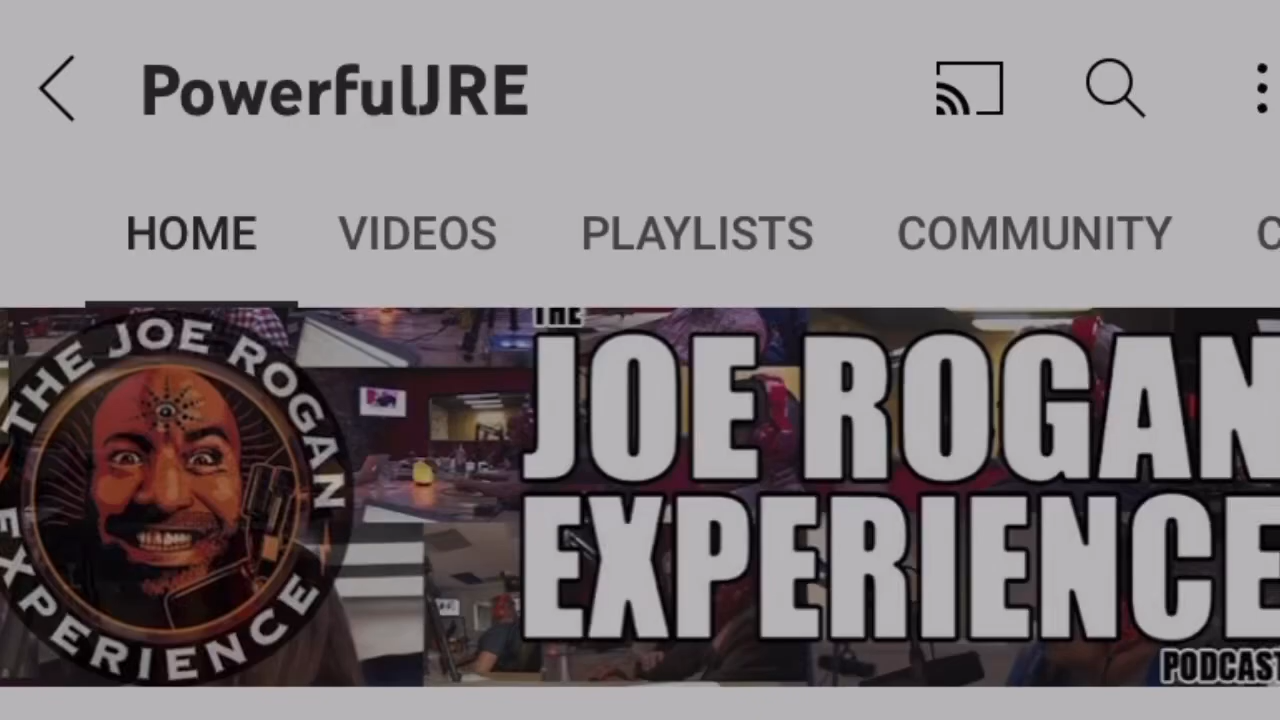 PowerfulJRE
HOME VIDEOS PLAYLISTS COMMUNITY C
THE JOE ROGAN
EXPERIENCE
THE
JOE ROGAN
EXPERIENCE
PODCAST